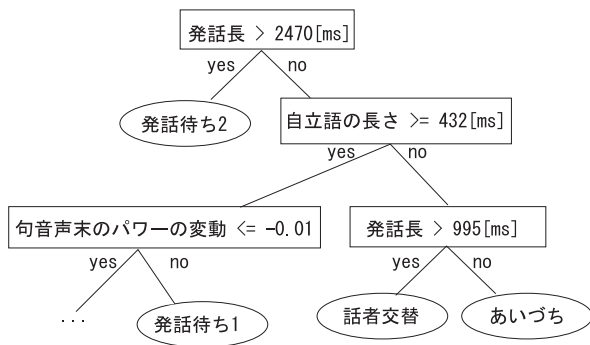 発話長 > 2470[ms]
yes no
発話待ち2
自立語の長さ >= 432[ms]
yes no
句音声末のパワーの変動 <= -0.01
発話長 > 995[ms]
yes no
yes no
...
発話待ち1
話者交替
あいづち